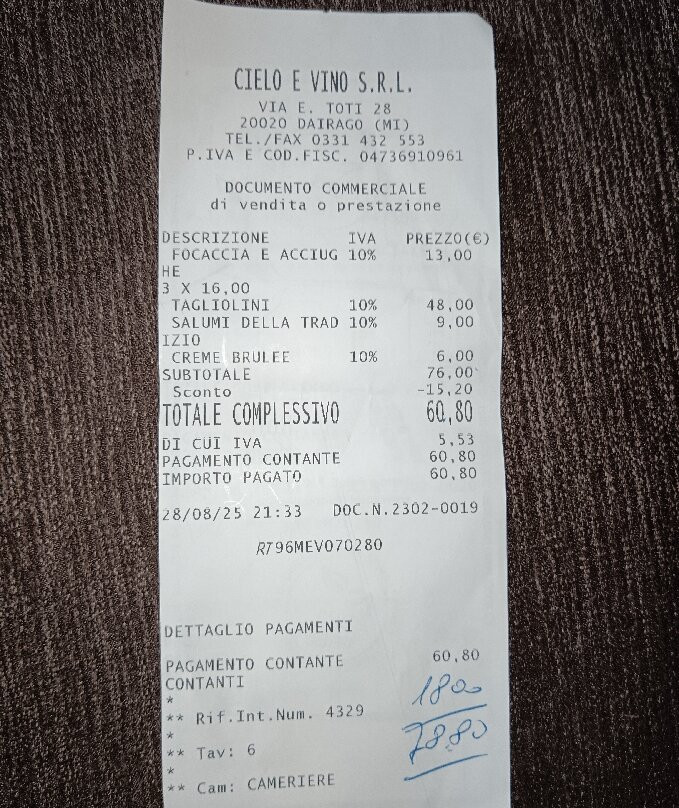 CIELO E VINO S.R.L.
VIA E. TOTI 28
20020 DAIRAGO (MI)
TEL./FAX 0331 432 553
P.IVA E COD.FISC. 04736910961
DOCUMENTO COMMERCIALE
di vendita o prestazione
DESCRIZIONE IVA PREZZO(€)
FOCACCIA E ACCIUG 10% 13,00
HE
3 X 16,00
TAGLIOLINI 10% 48,00
SALUMI DELLA TRAD 10% 9,00
IZIO
CREME BRULEE 10% 6,00
SUBTOTALE 76,00
Sconto -15,20
TOTALE COMPLESSIVO 60,80
DI CUI IVA 5,53
PAGAMENTO CONTANTE 60,80
IMPORTO PAGATO 60,80
28/08/25 21:33 DOC.N.2302-0019
RT96MEV070280
DETTAGLIO PAGAMENTI
PAGAMENTO CONTANTE 60,80
CONTANTI
1800
*
** Rif.Int.Num. 4329
78.80
*
** Tav: 6
*
** Cam: CAMERIERE